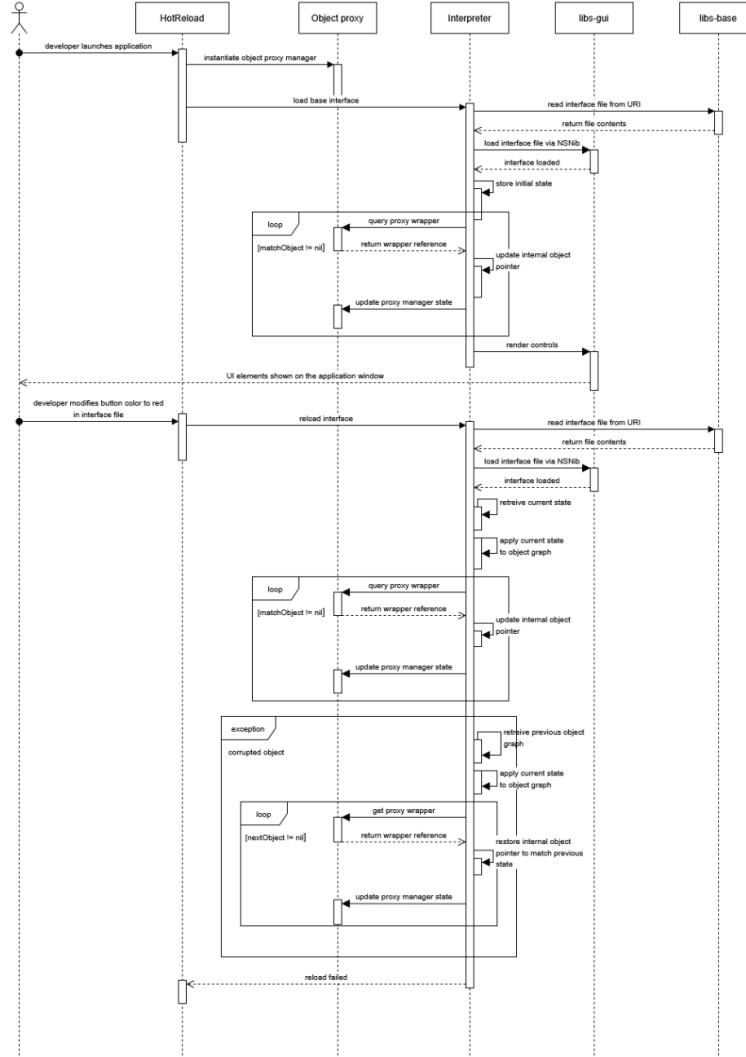 HotReload
Object proxy
Interpreter
libs-gui
libs-base
developer launches application
instantiate object proxy manager
load base interface
read interface file from URI
return file contents
load interface file via NSNib
interface loaded
store initial state
loop
query proxy wrapper
[matchObject != nil]
return wrapper reference
update internal object
pointer
update proxy manager state
render controls
UI elements shown on the application window
developer modifies button color to red
in interface file
reload interface
read interface file from URI
return file contents
load interface file via NSNib
interface loaded
retreive current state
apply current state
to object graph
loop
query proxy wrapper
[matchObject != nil]
return wrapper reference
update internal object
pointer
update proxy manager state
exception
corrupted object
retreive previous object
graph
apply current state
to object graph
loop
get proxy wrapper
[nextObject != nil]
return wrapper reference
restore internal object
pointer to match previous
state
update proxy manager state
reload failed